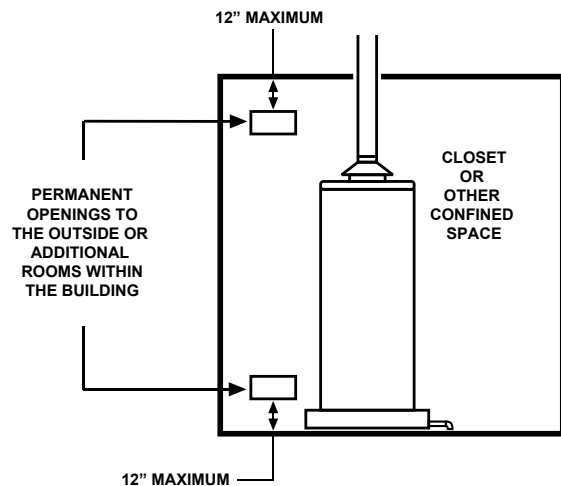 12” MAXIMUM
CLOSET
OR
OTHER
CONFINED
SPACE
PERMANENT
OPENINGS TO
THE OUTSIDE OR
ADDITIONAL
ROOMS WITHIN
THE BUILDING
12” MAXIMUM